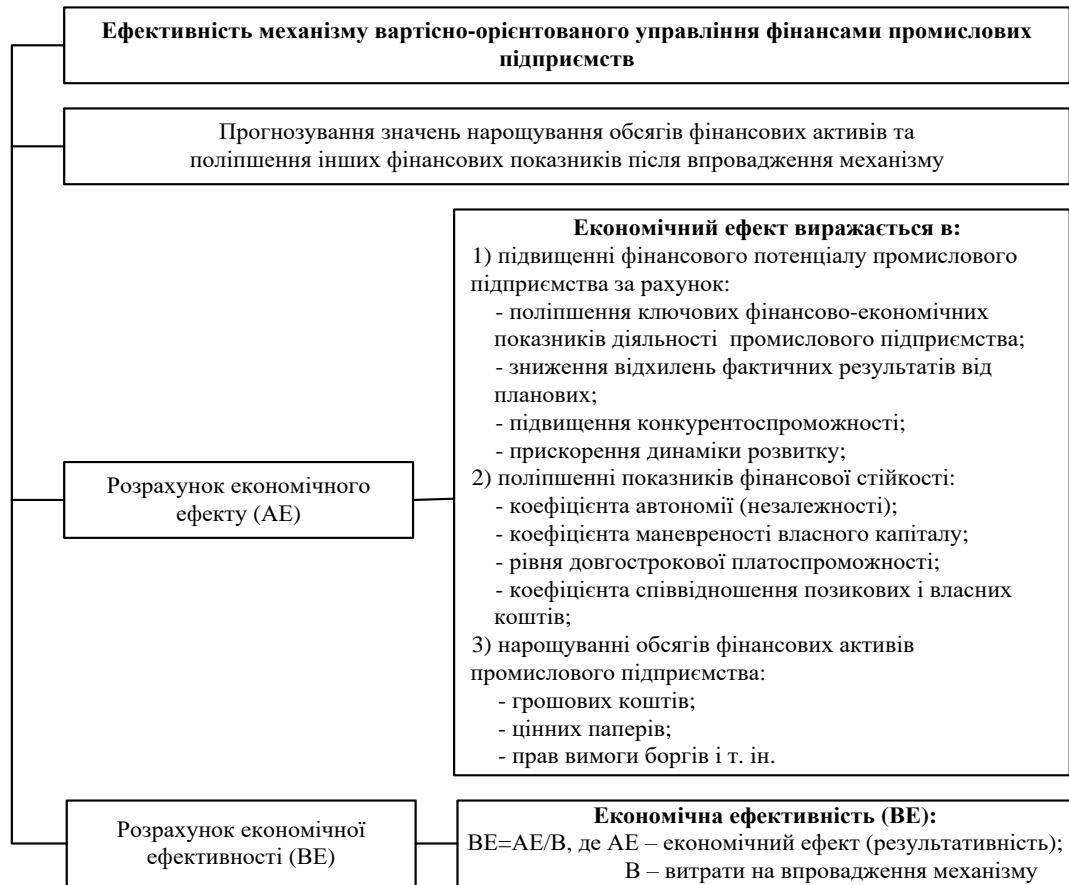 Ефективність механізму вартісно-орієнтованого управління фінансами промислових
підприємств
Прогнозування значень нарощування обсягів фінансових активів та
поліпшення інших фінансових показників після впровадження механізму
Розрахунок економічного
ефекту (АЕ)
Економічний ефект виражається в:
1) підвищенні фінансового потенціалу промислового
підприємства за рахунок:
- поліпшення ключових фінансово-економічних
показників діяльності промислового підприємства;
- зниження відхилень фактичних результатів від
планових;
- підвищення конкурентоспроможності;
- прискорення динаміки розвитку;
2) поліпшенні показників фінансової стійкості:
- коефіцієнта автономії (незалежності);
- коефіцієнта маневреності власного капіталу;
- рівня довгострокової платоспроможності;
- коефіцієнта співвідношення позикових і власних
коштів;
3) нарощуванні обсягів фінансових активів
промислового підприємства:
- грошових коштів;
- цінних паперів;
- прав вимоги боргів і т. ін.
Розрахунок економічної
ефективності (ВЕ)
Економічна ефективність (ВЕ):
ВЕ=АЕ/В, де АЕ – економічний ефект (результативність);
В – витрати на впровадження механізму